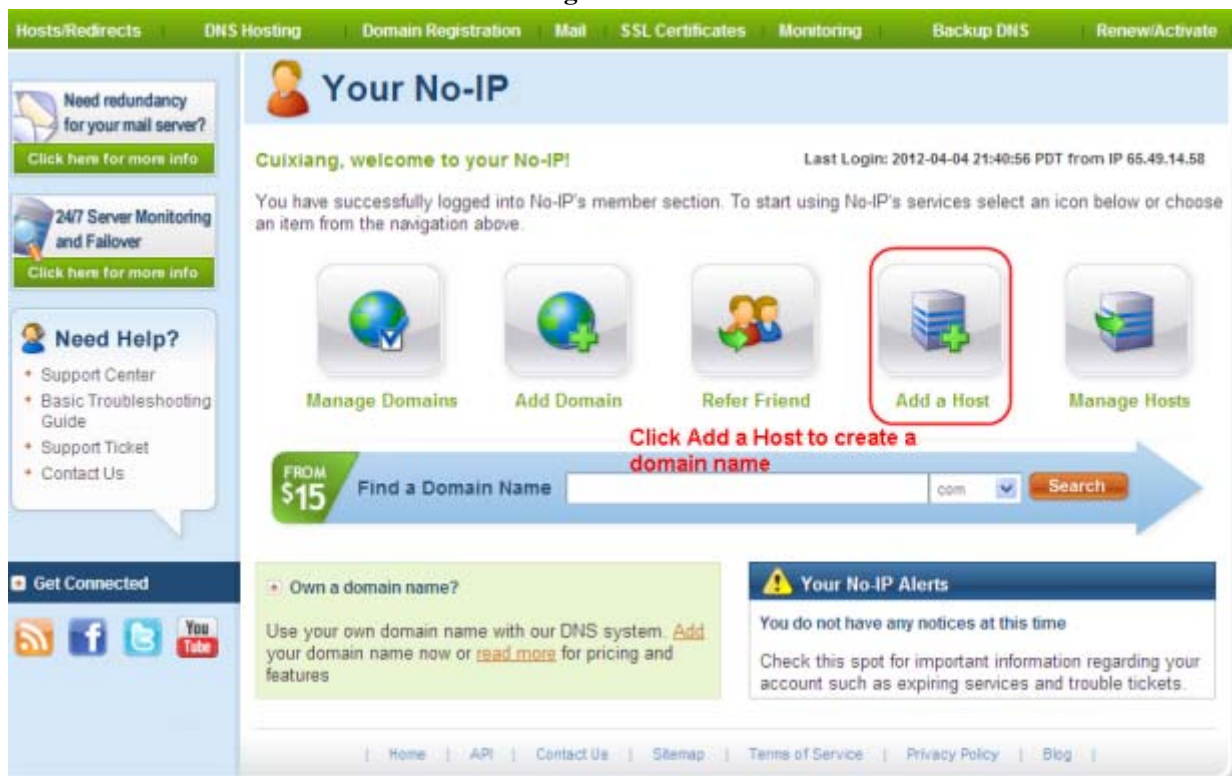 Hosts/Redirects DNS Hosting Domain Registration Mail SSL Certificates Monitoring Backup DNS Renew/Activate
Need redundancy
for your mail server?
Click here for more info
24/7 Server Monitoring
and Failover
Click here for more info
Need Help?
Support Center
Basic Troubleshooting
Guide
Support Ticket
Contact Us
Get Connected
You
Tube
Your No-IP
Cuixiang, welcome to your No-IP!
Last Login: 2012-04-04 21:40:56 PDT from IP 65.49.14.58
You have successfully logged into No-IP's member section. To start using No-IP's services select an icon below or choose
an item from the navigation above.
Manage Domains Add Domain Refer Friend Add a Host Manage Hosts
Click Add a Host to create a
domain name
FROM
$15
Find a Domain Name
com
Search
Own a domain name?
Use your own domain name with our DNS system. Add
your domain name now or read more for pricing and
features
Your No-IP Alerts
You do not have any notices at this time
Check this spot for important information regarding your
account such as expiring services and trouble tickets.
| Home | API | Contact Us | Sitemap | Terms of Service | Privacy Policy | Blog |